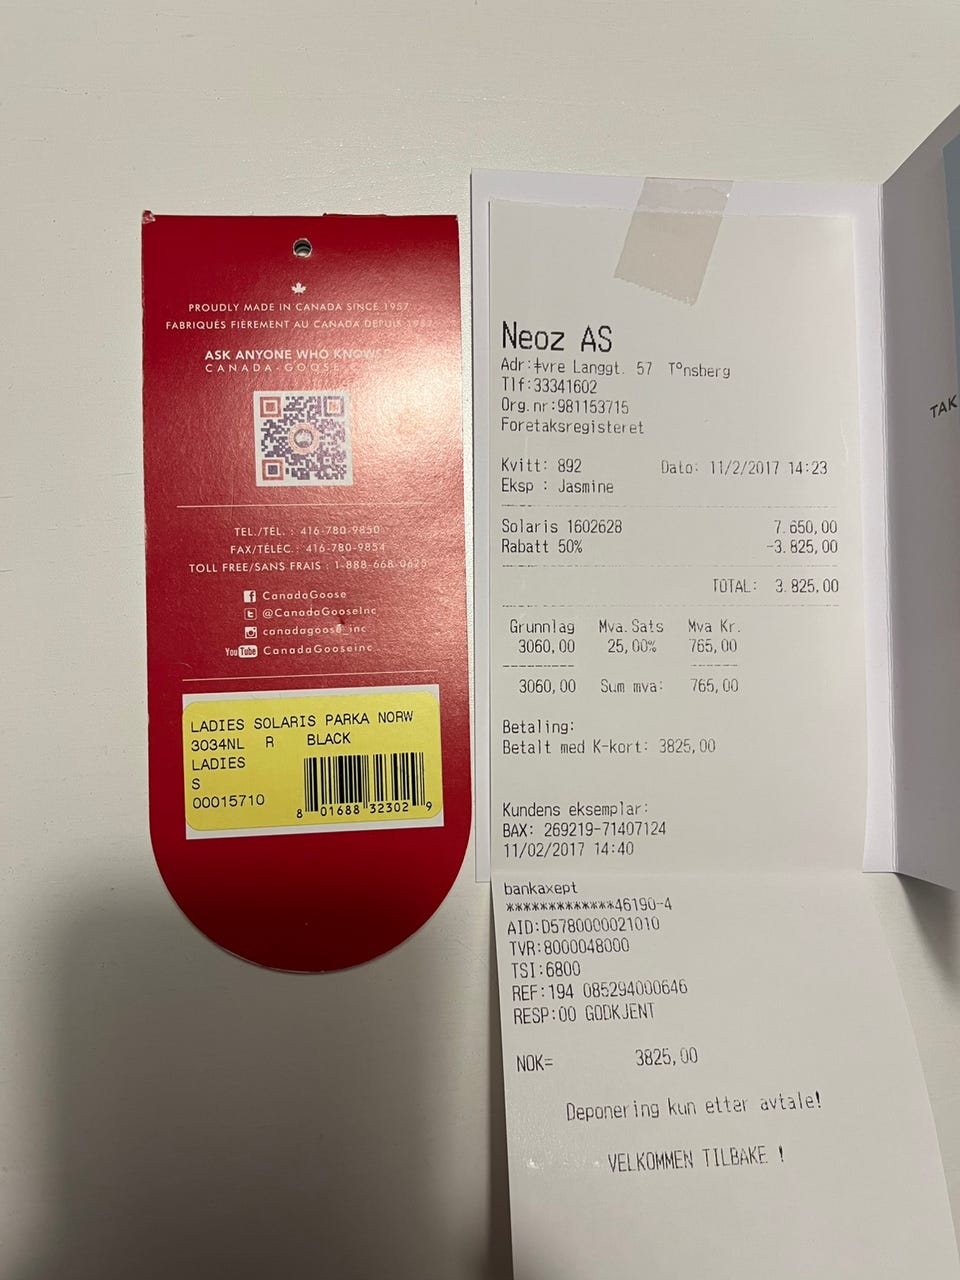 PROUDLY MADE IN CANADA SINCE 1957
FABRIQUÉS FIÈREMENT AU CANADA DEPUIS 1957
ASK ANYONE WHO KNOWS
CANADA-GOOSE
TEL./TÉL. : 416-780-9850
FAX/TÉLÉC.: 416-780-9854
TOLL FREE/SANS FRAIS : 1-888-668-0625
CanadaGoose
@CanadaGooseInc
canadagoose_inc
YouTube CanadaGooseinc
LADIES SOLARIS PARKA NORW
3034NL R BLACK
LADIES
S
00015710
8 01688 32302 9
Neoz AS
Adr:‡vre Langgt. 57 T°nsberg
Tlf:33341602
Org.nr:981153715
Foretaksregisteret
Kvitt: 892 Dato: 11/2/2017 14:23
Eksp : Jasmine
Solaris 1602628 7.650,00
Rabatt 50% -3.825,00
TOTAL: 3.825,00
Grunnlag Mva.Sats Mva Kr.
3060,00 25,00% 765,00
3060,00 Sum mva: 765,00
Betaling:
Betalt med K-kort: 3825,00
Kundens eksemplar:
BAX: 269219-71407124
11/02/2017 14:40
bankaxept
*************46190-4
AID:D5780000021010
TVR:8000048000
TSI:6800
REF:194 085294000646
RESP:00 GODKJENT
NOK= 3825,00
Deponering kun etter avtale!
VELKOMMEN TILBAKE !
TAK